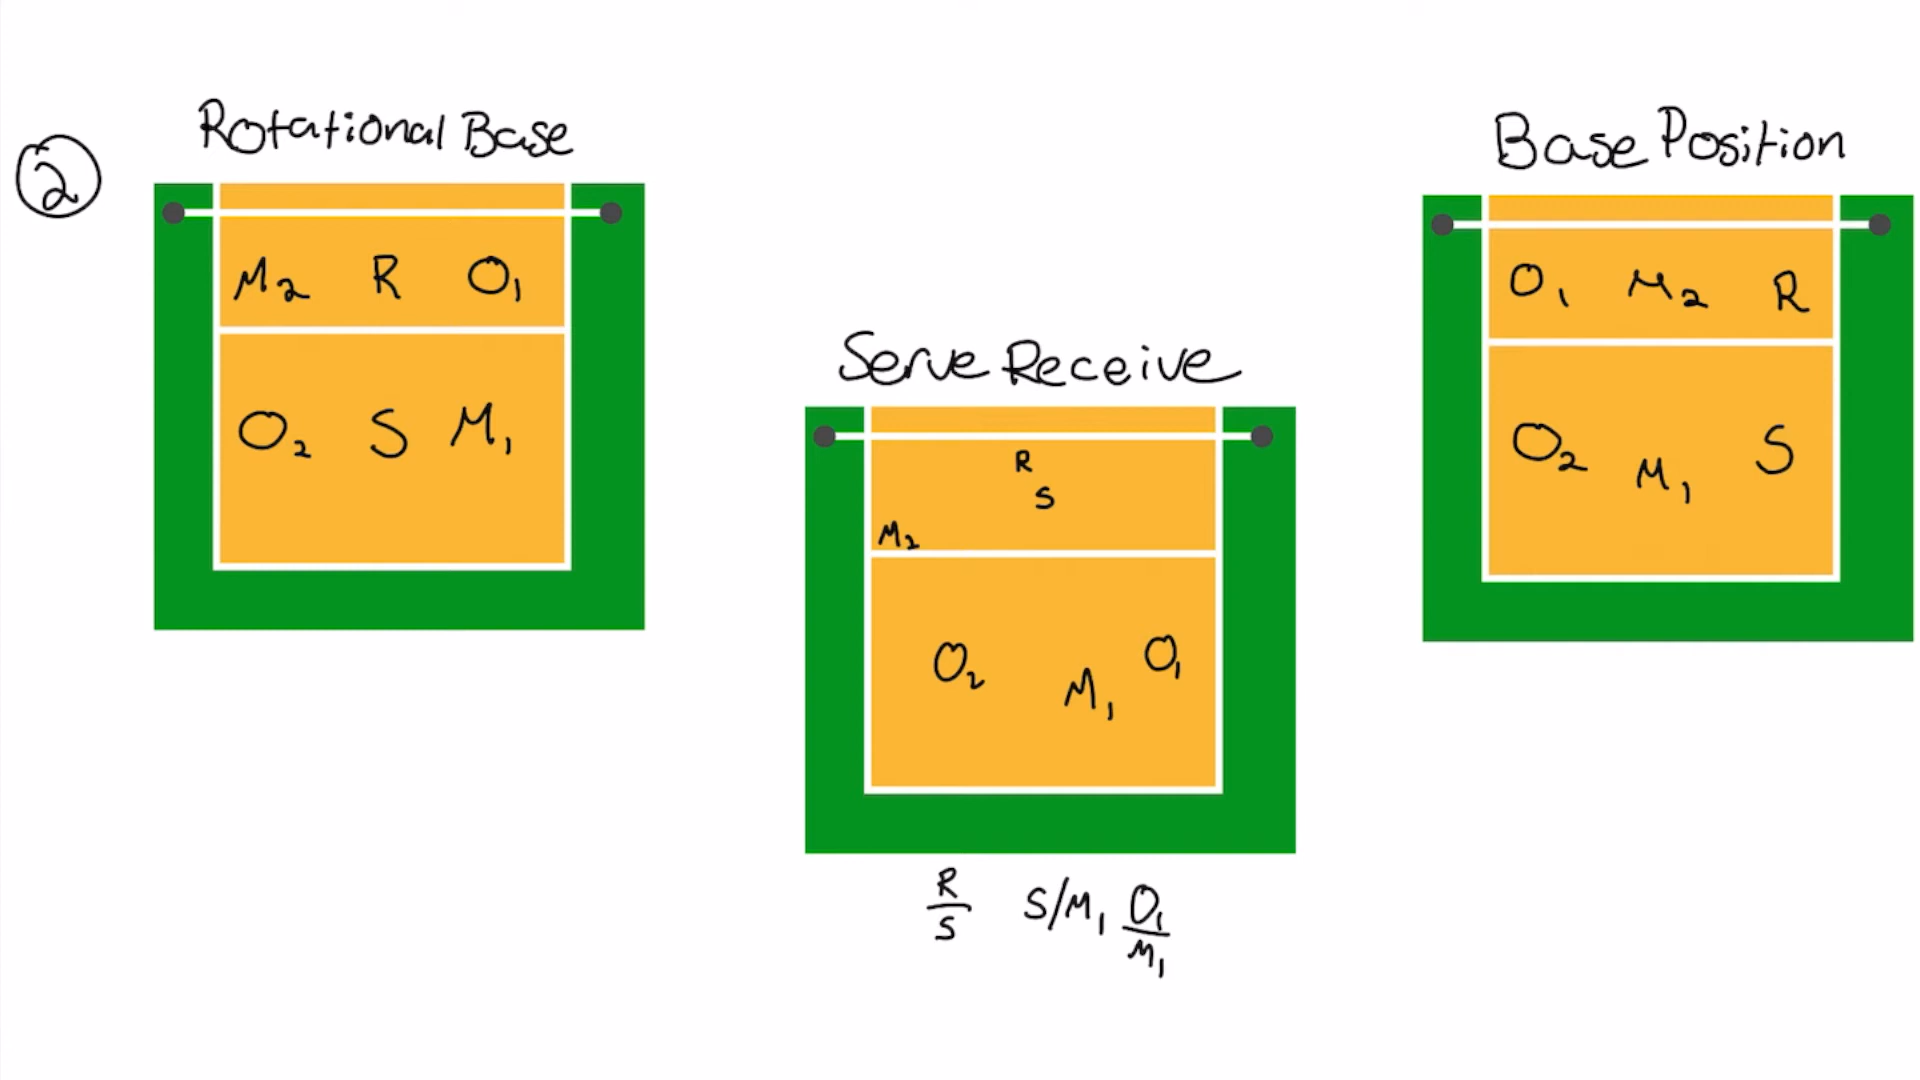 2
Rotational Base
M2 R O1
O2 S M1
Serve Receive
R
S
M2
O2 M1 O1
R/S S/M1 O1/M1
Base Position
O1 M2 R
O2 M1 S